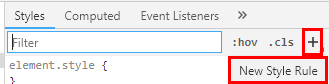 Styles Computed Event Listeners »
Filter :hov .cls +
element.style { New Style Rule
}